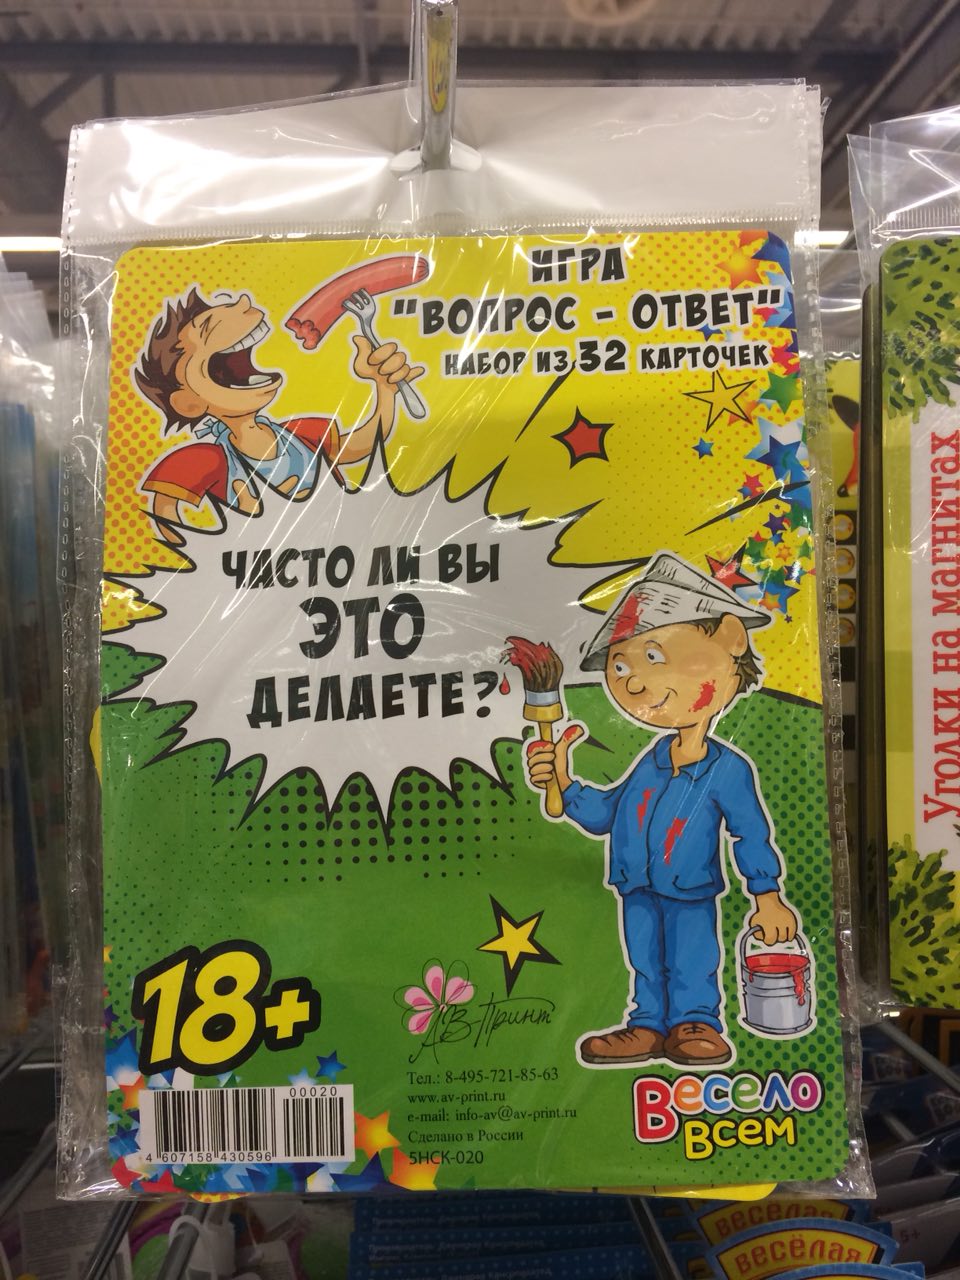 ИГРА
"ВОПРОС - ОТВЕТ"
НАБОР ИЗ 32 КАРТОЧЕК
ЧАСТО ЛИ ВЫ
ЭТО
ДЕЛАЕТЕ?
18+
АВ-Принт
Тел.: 8-495-721-85-63
www.av-print.ru
e-mail: info-av@av-print.ru
Сделано в России
5НСК-020
00020
4 607158 430596
Весело
всем
Уголки на магнитах
веселая
весёлая
5+